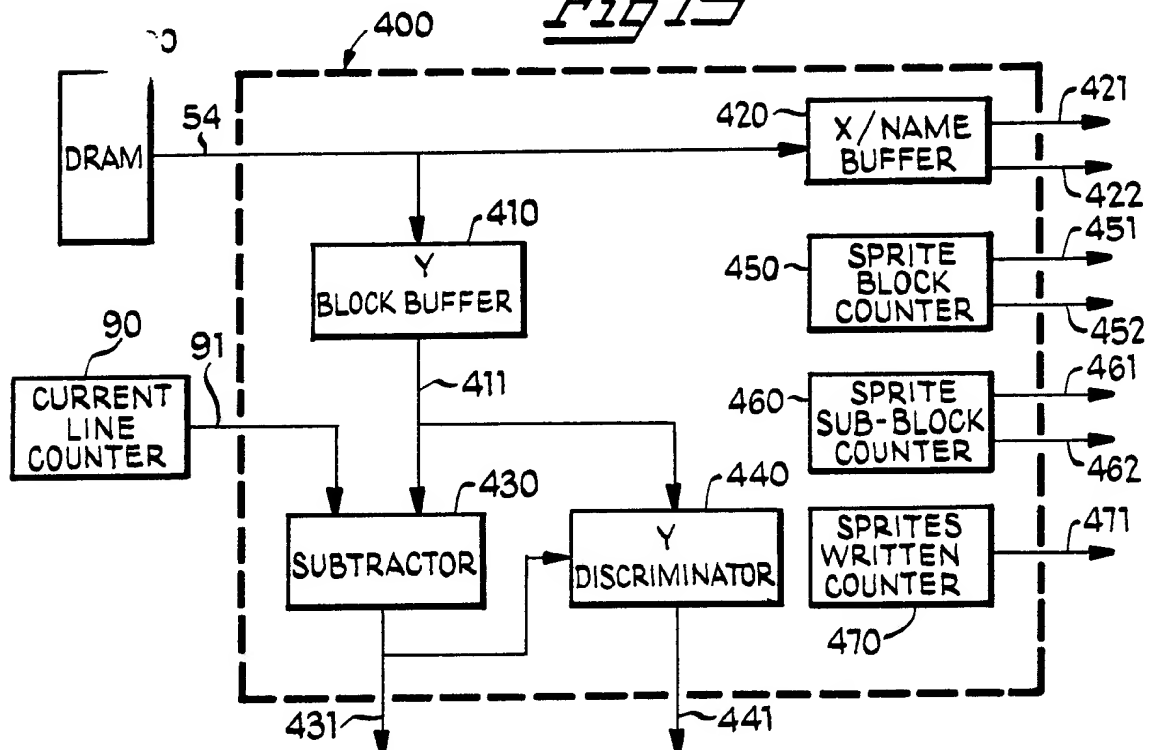 Fig 15
400
DRAM
54
420
X/NAME
BUFFER
421
422
410
Y
BLOCK BUFFER
450
SPRITE
BLOCK
COUNTER
451
452
90
91
CURRENT
LINE
COUNTER
411
460
SPRITE
SUB-BLOCK
COUNTER
461
462
430
SUBTRACTOR
440
Y
DISCRIMINATOR
SPRITES
WRITTEN
COUNTER
471
470
431
441